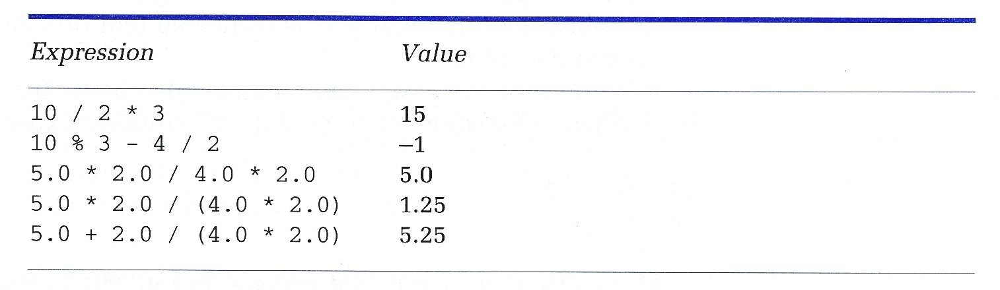 Expression Value
10 / 2 * 3 15
10 % 3 - 4 / 2 –1
5.0 * 2.0 / 4.0 * 2.0 5.0
5.0 * 2.0 / (4.0 * 2.0) 1.25
5.0 + 2.0 / (4.0 * 2.0) 5.25